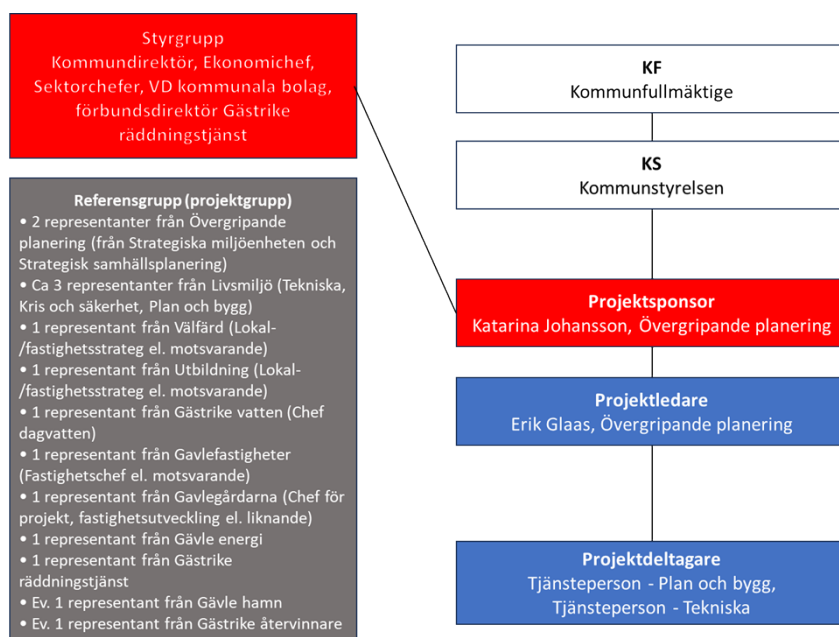 Styrgrupp
Kommundirektör, Ekonomichef,
Sektorchefer, VD kommunala bolag,
förbundsdirektör Gästrike
räddningstjänst
Referensgrupp (projektgrupp)
• 2 representanter från Övergripande
planering (från Strategiska miljöenheten och
Strategisk samhällsplanering)
• Ca 3 representanter från Livsmiljö (Tekniska,
Kris och säkerhet, Plan och bygg)
• 1 representant från Välfärd (Lokal-
/fastighetsstrateg el. motsvarande)
• 1 representant från Utbildning (Lokal-
/fastighetsstrateg el. motsvarande)
• 1 representant från Gästrike vatten (Chef
dagvatten)
• 1 representant från Gavlefastigheter
(Fastighetschef el. motsvarande)
• 1 representant från Gavlegårdarna (Chef för
projekt, fastighetsutveckling el. liknande)
• 1 representant från Gävle energi
• 1 representant från Gästrike
räddningstjänst
• Ev. 1 representant från Gävle hamn
• Ev. 1 representant från Gästrike återvinnare
KF
Kommunfullmäktige
KS
Kommunstyrelsen
Projektsponsor
Katarina Johansson, Övergripande planering
Projektledare
Erik Glaas, Övergripande planering
Projektdeltagare
Tjänsteperson - Plan och bygg,
Tjänsteperson - Tekniska